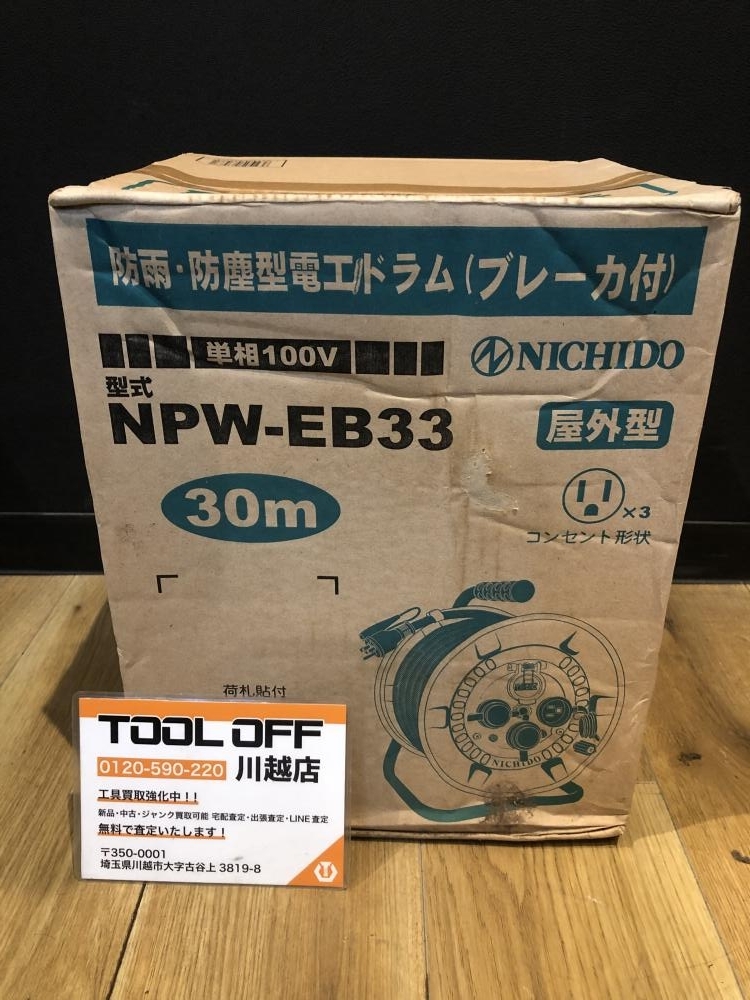 防雨・防塵型電工ドラム(ブレーカ付)
単相100V
NICHIDO
型式
NPW-EB33
屋外型
30m
×3
コンセント形状
NICHIDO
荷札貼付
TOOL OFF
0120-590-220 川越店
工具買取強化中!!
新品・中古・ジャンク買取可能 宅配査定・出張査定・LINE査定
無料で査定いたします!
〒350-0001
埼玉県川越市大字古谷上 3819-8